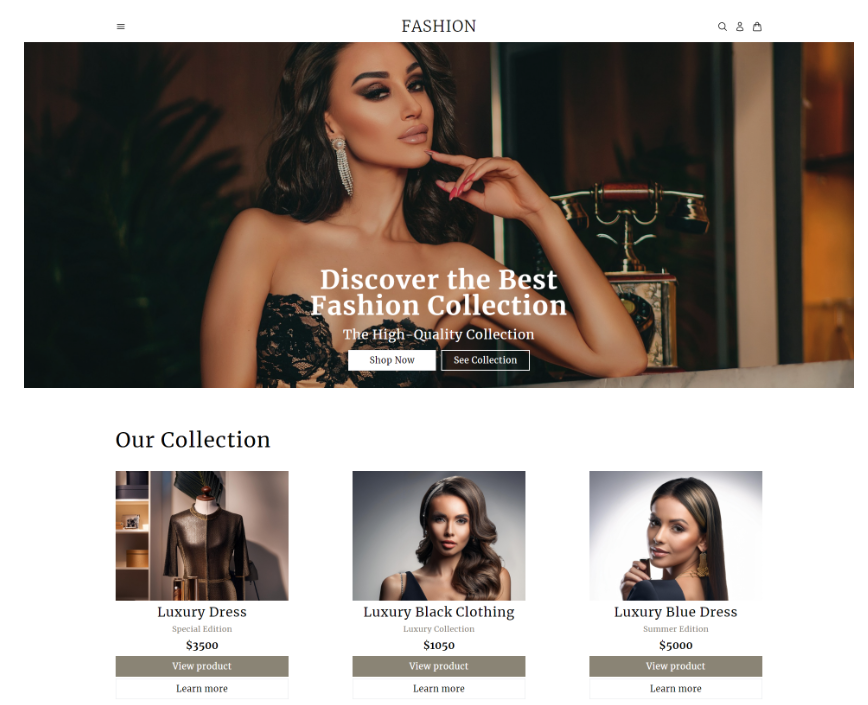 FASHION
Discover the Best
Fashion Collection
The High-Quality Collection
Shop Now
See Collection
Our Collection
Luxury Dress
Special Edition
$3500
View product
Learn more
Luxury Black Clothing
Luxury Collection
$1050
View product
Learn more
Luxury Blue Dress
Summer Edition
$5000
View product
Learn more